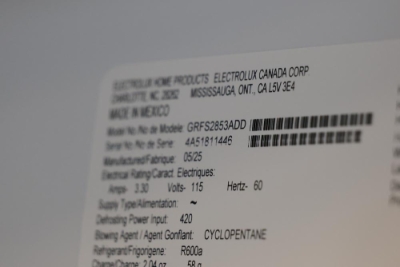 ELECTROLUX HOME PRODUCTS ELECTROLUX CANADA CORP.
CHARLOTTE, NC, 28262 MISSISSAUGA, ONT., CA L5V 3E4
MADE IN MEXICO
Model No./No de Modele: GRFS2853ADD
Serial No./No de Serie: 4A51811446
Manufactured/Fabrique: 05/25
Electrical Rating/Caract. Electriques:
Amps- 3.30 Volts- 115 Hertz- 60
Supply Type/Alimentation: ~
Defrosting Power Input: 420
Blowing Agent / Agent Gonflant: CYCLOPENTANE
Refrigerant/Frigorigene: R600a
Charge/Charge 2.04 oz 58 g